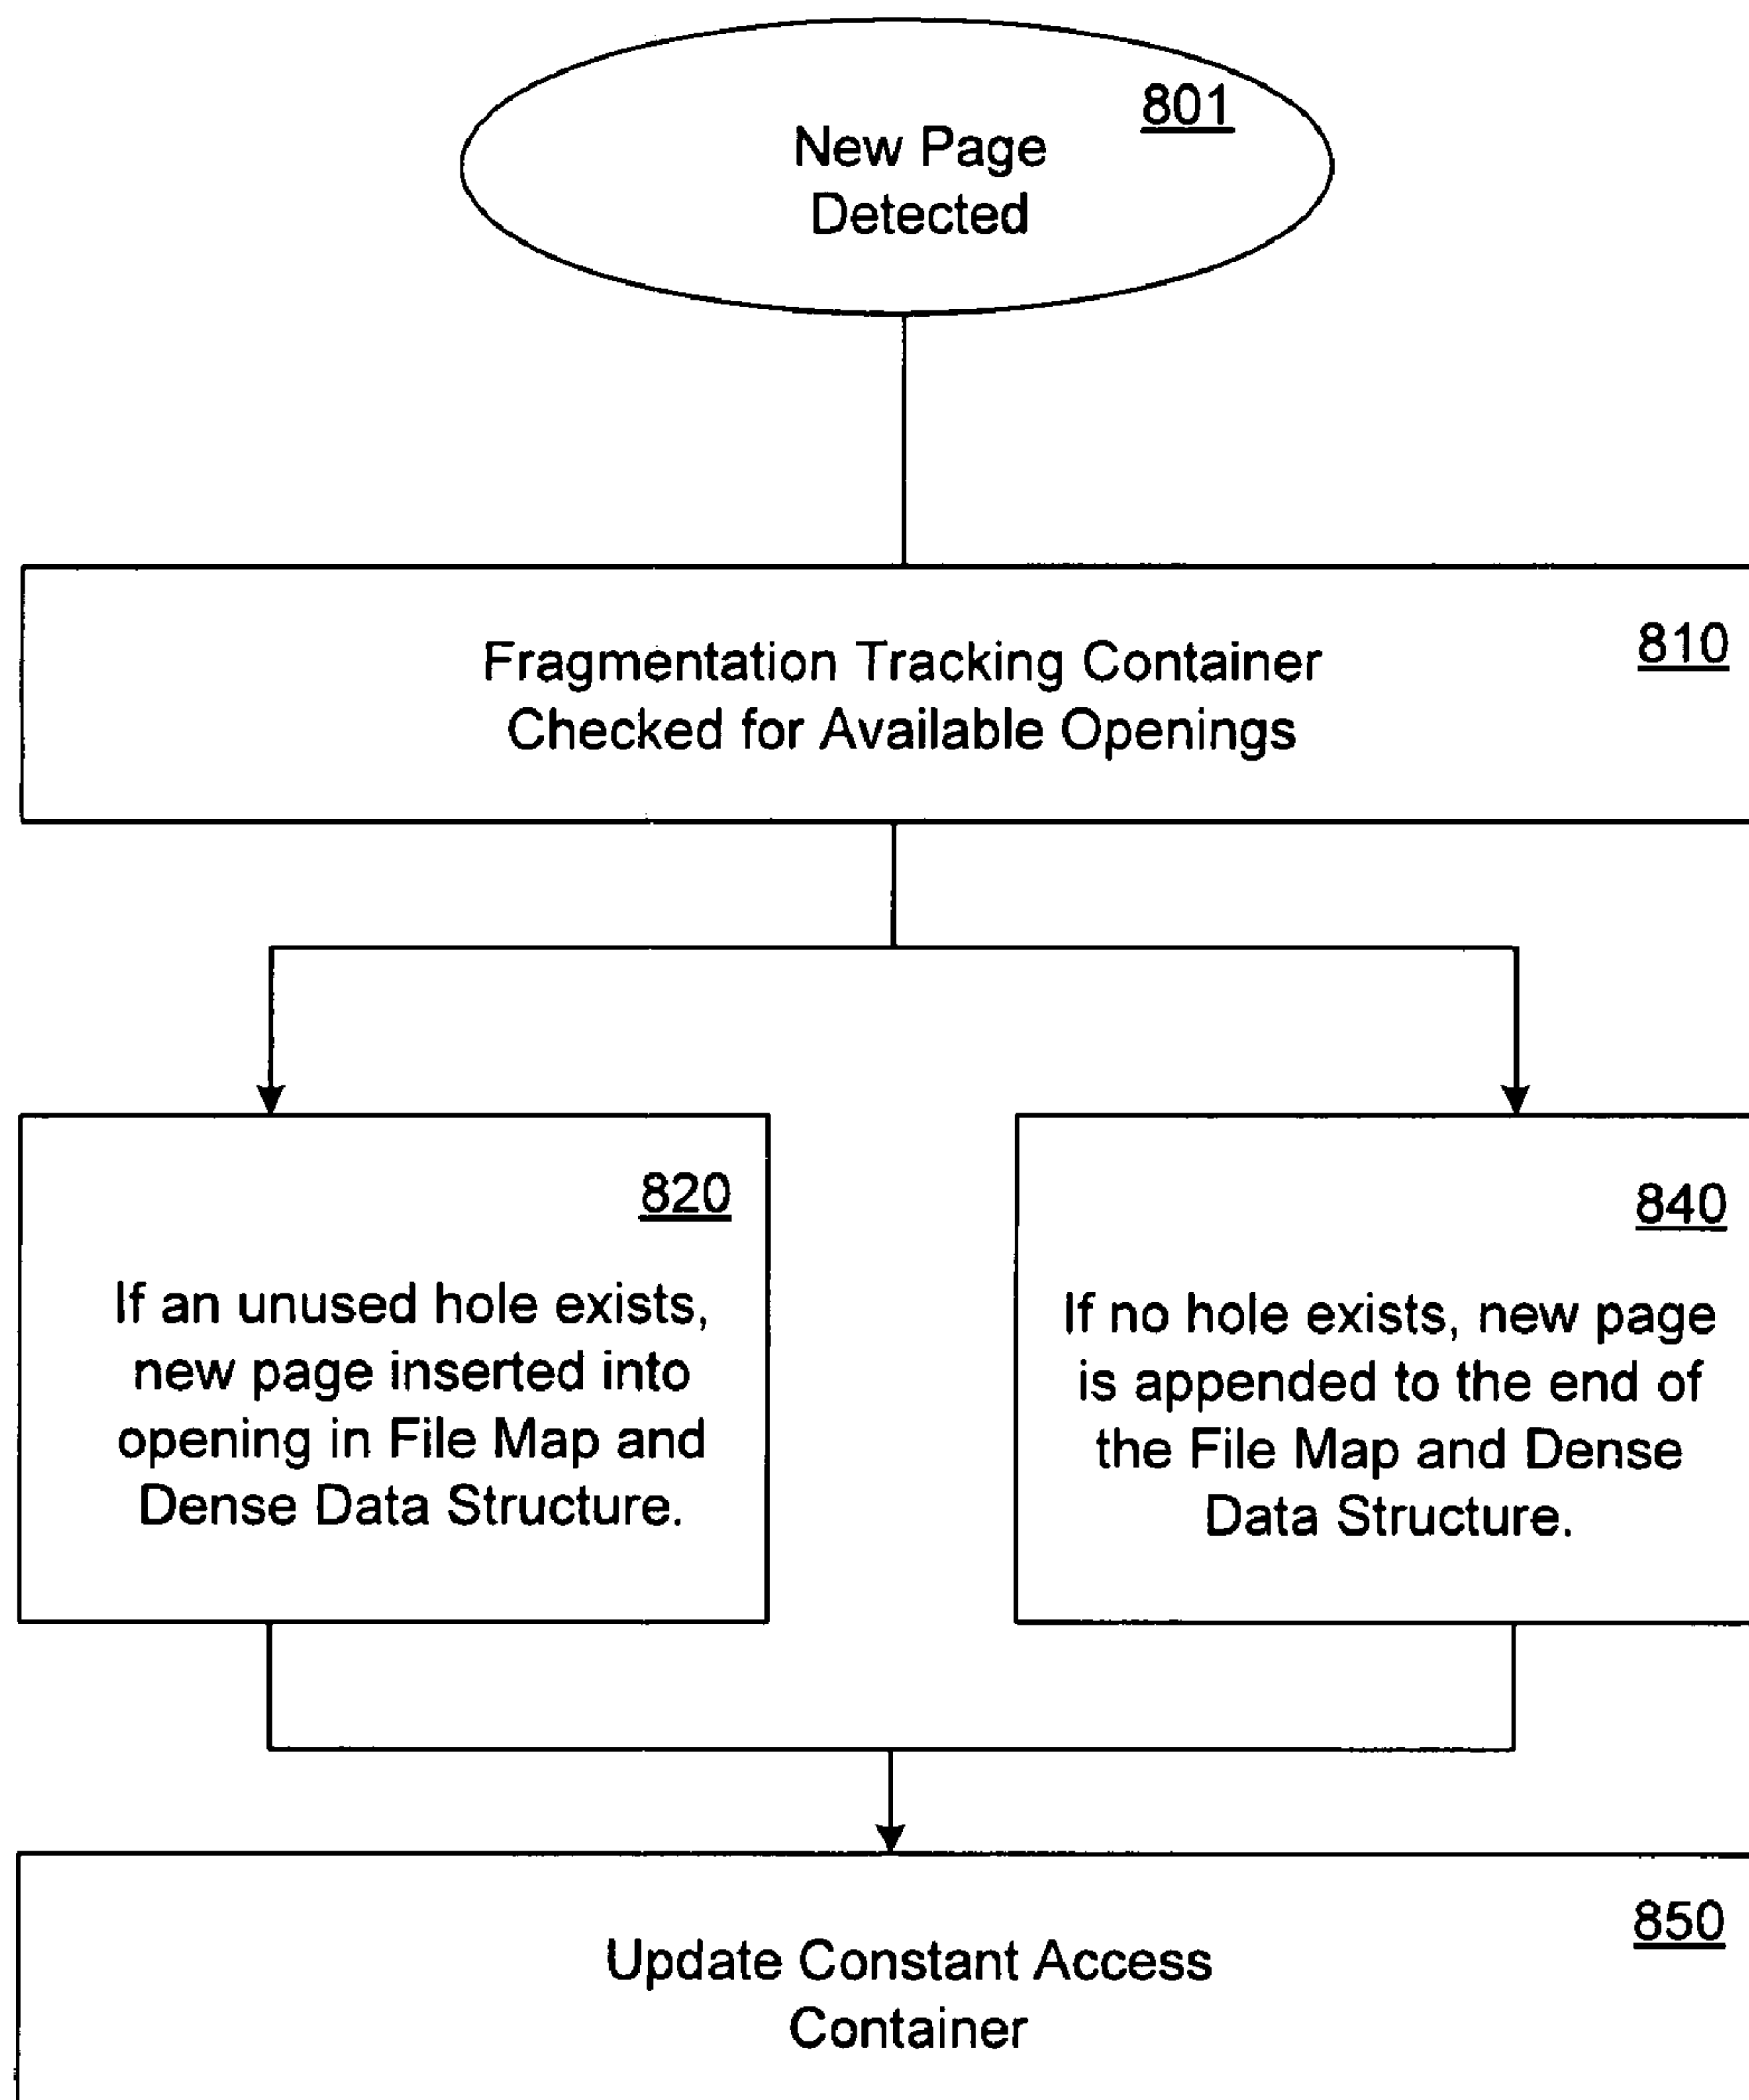 801
New Page
Detected
810
Fragmentation Tracking Container
Checked for Available Openings
820
If an unused hole exists,
new page inserted into
opening in File Map and
Dense Data Structure.
840
If no hole exists, new page
is appended to the end of
the File Map and Dense
Data Structure.
850
Update Constant Access
Container